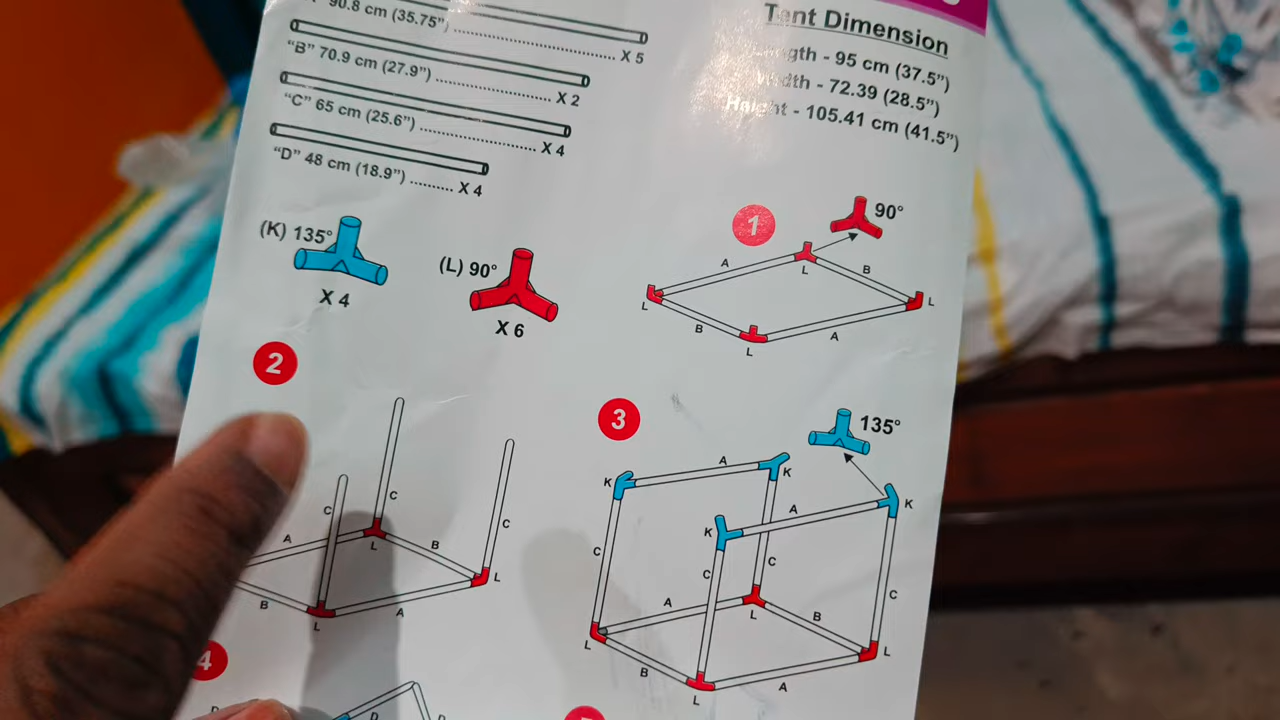 90.8 cm (35.75”) ........................................ X 5
“B” 70.9 cm (27.9”) ............................. X 2
“C” 65 cm (25.6”) ............................. X 4
“D” 48 cm (18.9”) .......... X 4
Tent Dimension
- 95 cm (37.5”)
- 72.39 (28.5”)
Height - 105.41 cm (41.5”)
(K) 135°
X 4
(L) 90°
X 6
1
90°
A
B
L
L
L
B
A
L
2
C
C
C
A
L
B
L
B
A
L
3
135°
A
K
K
A
K
K
C
C
C
C
A
L
B
L
L
B
A
L
4
D
D
D